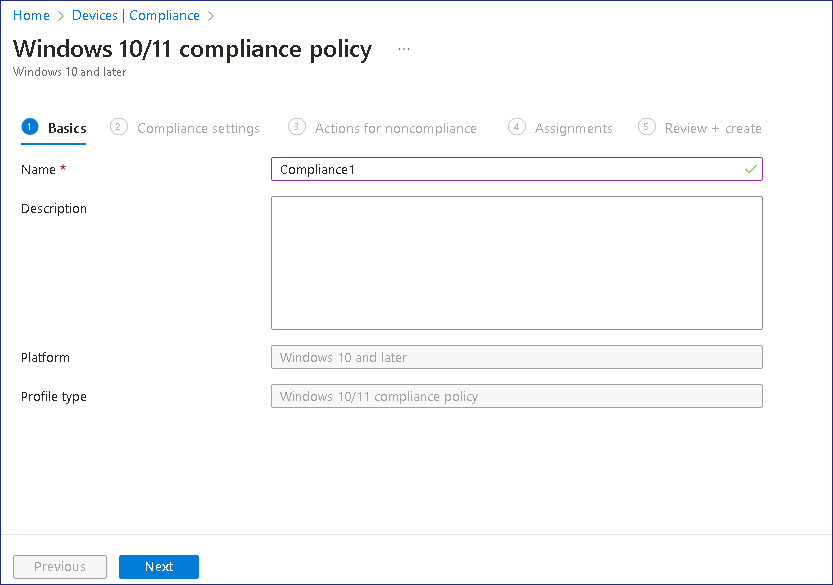 Home > Devices | Compliance >
Windows 10/11 compliance policy ...
Windows 10 and later
1 Basics 2 Compliance settings 3 Actions for noncompliance 4 Assignments 5 Review + create
Name * Compliance1
Description
Platform Windows 10 and later
Profile type Windows 10/11 compliance policy
Previous Next